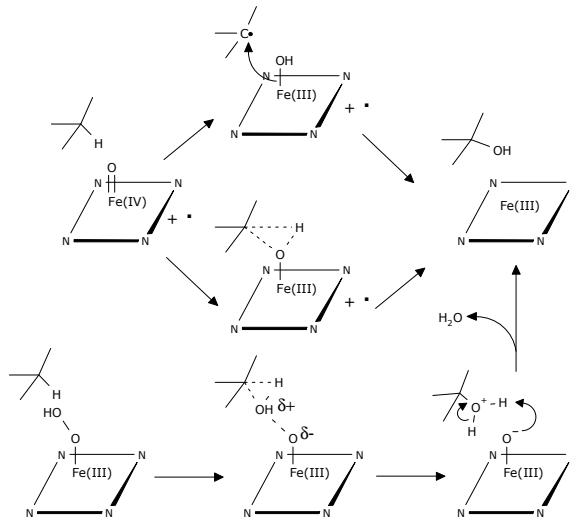 C•
OH
N N
Fe(III)
N N
+ ·
H
O
N N
Fe(IV)
N N
+ ·
H
O
N N
Fe(III)
N N
+ ·
OH
N N
Fe(III)
N N
H₂O
H
HO
O
N N
Fe(III)
N N
H
OH δ+
O δ-
N N
Fe(III)
N N
O⁺ H
H
O⁻
N N
Fe(III)
N N